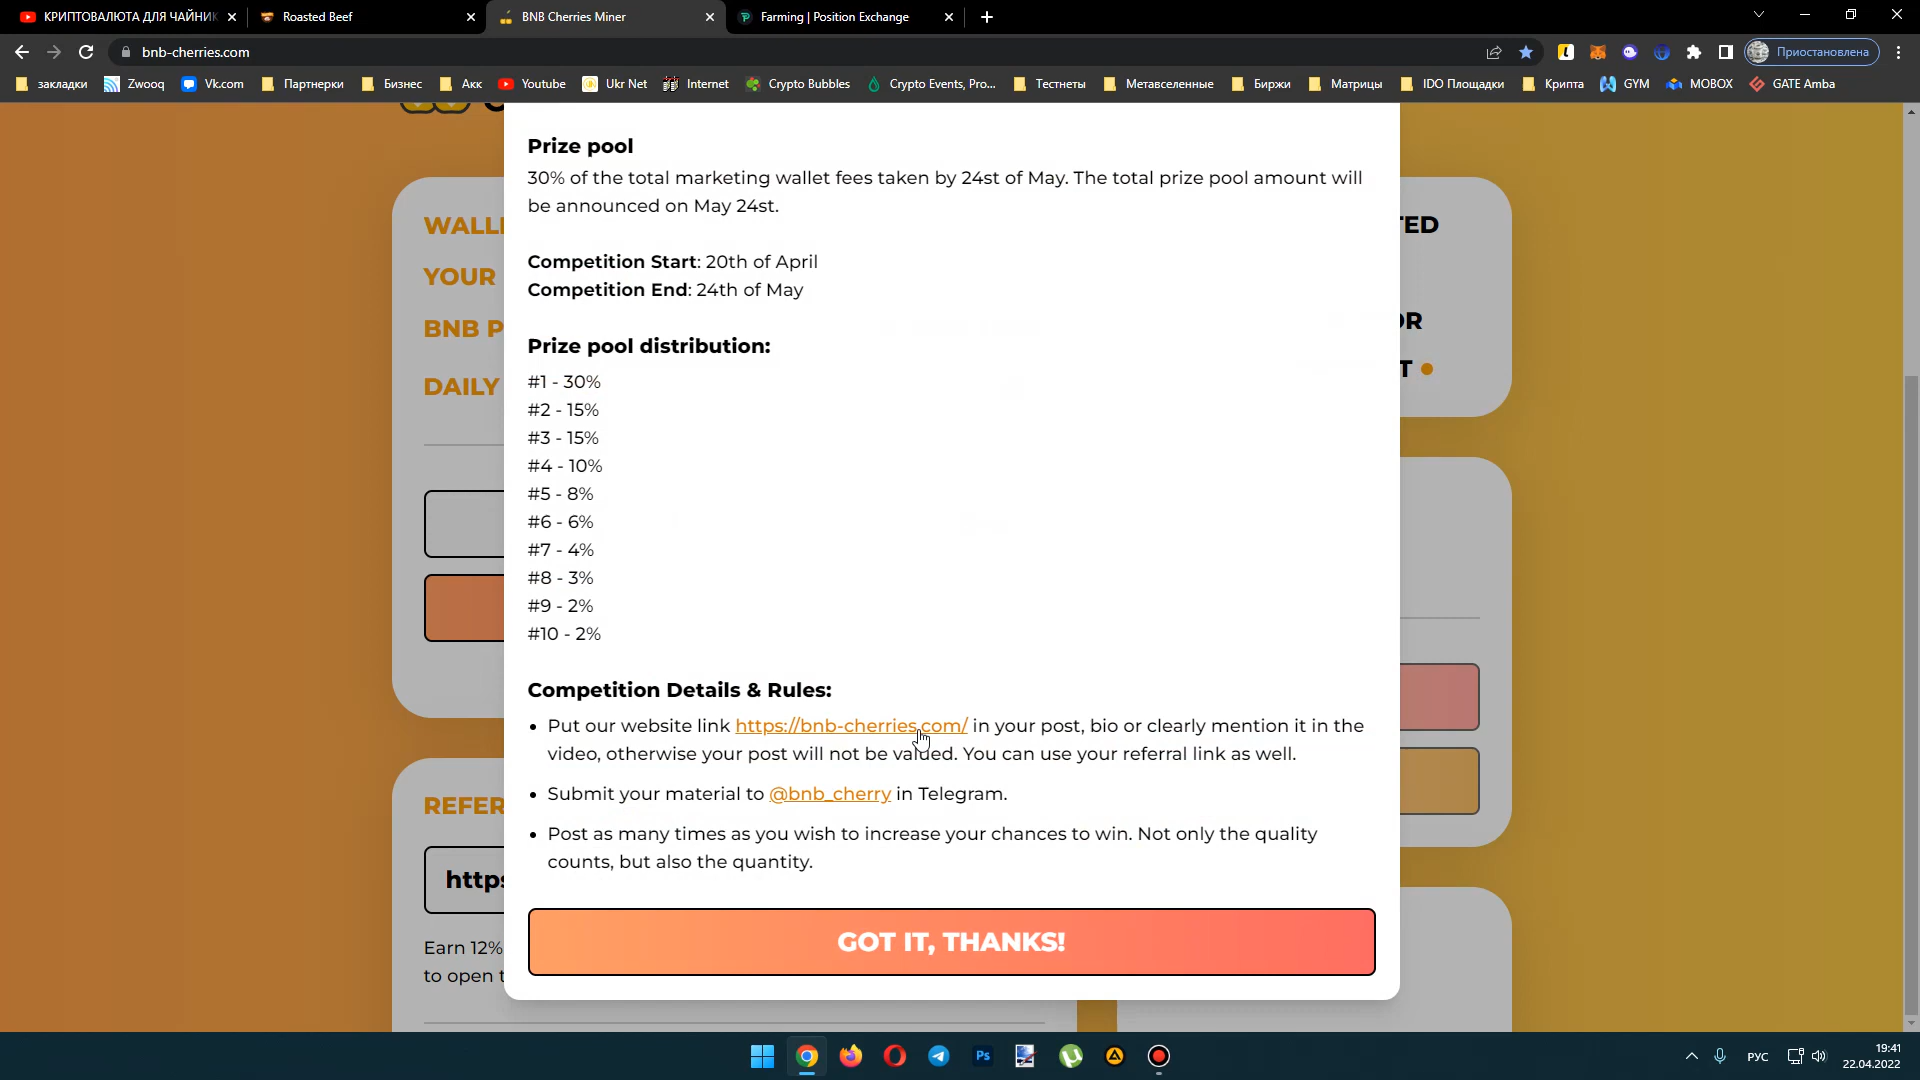 КРИПТОВАЛЮТА ДЛЯ ЧАЙНИК
Roasted Beef
BNB Cherries Miner
Farming | Position Exchange
bnb-cherries.com
Приостановлена
закладки
Zwooq
Vk.com
Партнерки
Бизнес
Акк
Youtube
Ukr Net
Internet
Crypto Bubbles
Crypto Events, Pro...
Тестнеты
Метавселенные
Биржи
Матрицы
IDO Площадки
Крипта
GYM
MOBOX
GATE Amba
Prize pool
30% of the total marketing wallet fees taken by 24st of May. The total prize pool amount will
be announced on May 24st.
Competition Start: 20th of April
Competition End: 24th of May
Prize pool distribution:
#1 - 30%
#2 - 15%
#3 - 15%
#4 - 10%
#5 - 8%
#6 - 6%
#7 - 4%
#8 - 3%
#9 - 2%
#10 - 2%
Competition Details & Rules:
• Put our website link https://bnb-cherries.com/ in your post, bio or clearly mention it in the
video, otherwise your post will not be valued. You can use your referral link as well.
• Submit your material to @bnb_cherry in Telegram.
• Post as many times as you wish to increase your chances to win. Not only the quality
counts, but also the quantity.
GOT IT, THANKS!
WALL
YOUR
BNB P
DAILY
REFER
https
Earn 12%
to open t
TED
OR
T
Ps
РУС
19:41
22.04.2022